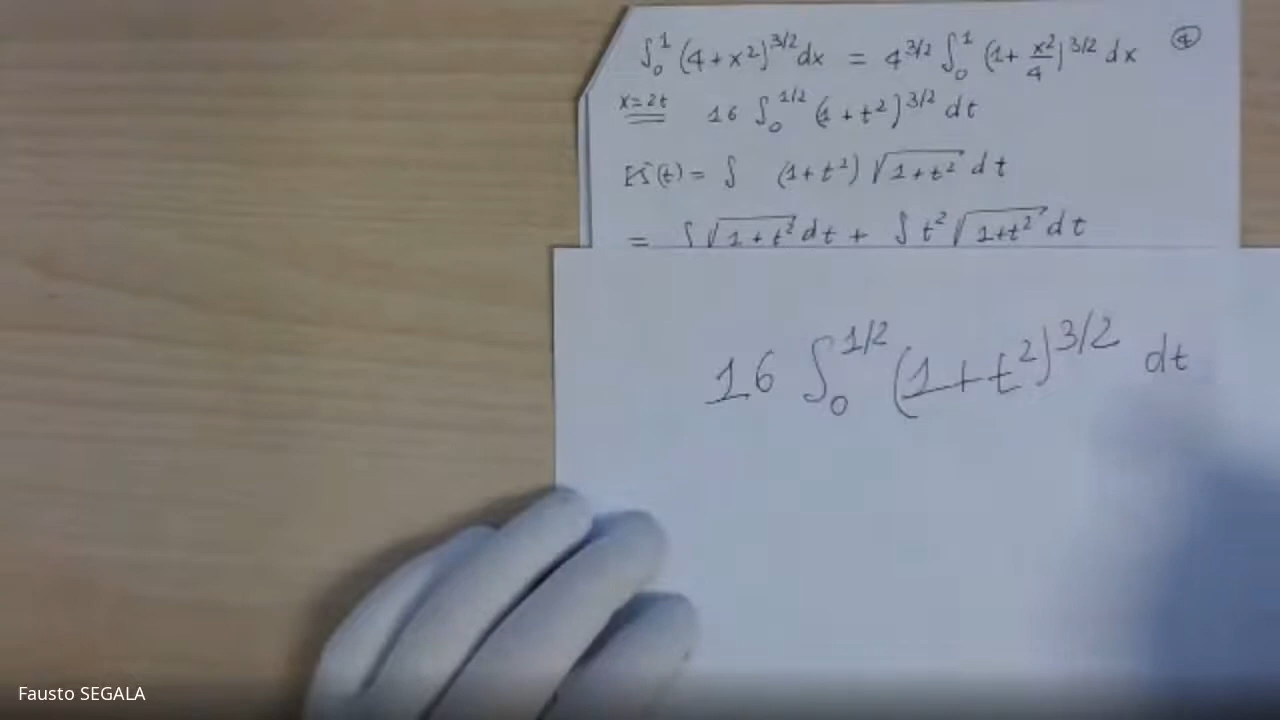 ∫₀¹ (4+x²)^3/2 dx = 4^3/2 ∫₀¹ (1+ x²/4)^3/2 dx ④
x=2t 16 ∫₀^1/2 (1+t²)^3/2 dt
(t) = ∫ (1+t²) √1+t² dt
= ∫√1+t² dt + ∫ t² √1+t² dt
16 ∫₀^1/2 (1+t²)^3/2 dt
Fausto SEGALA